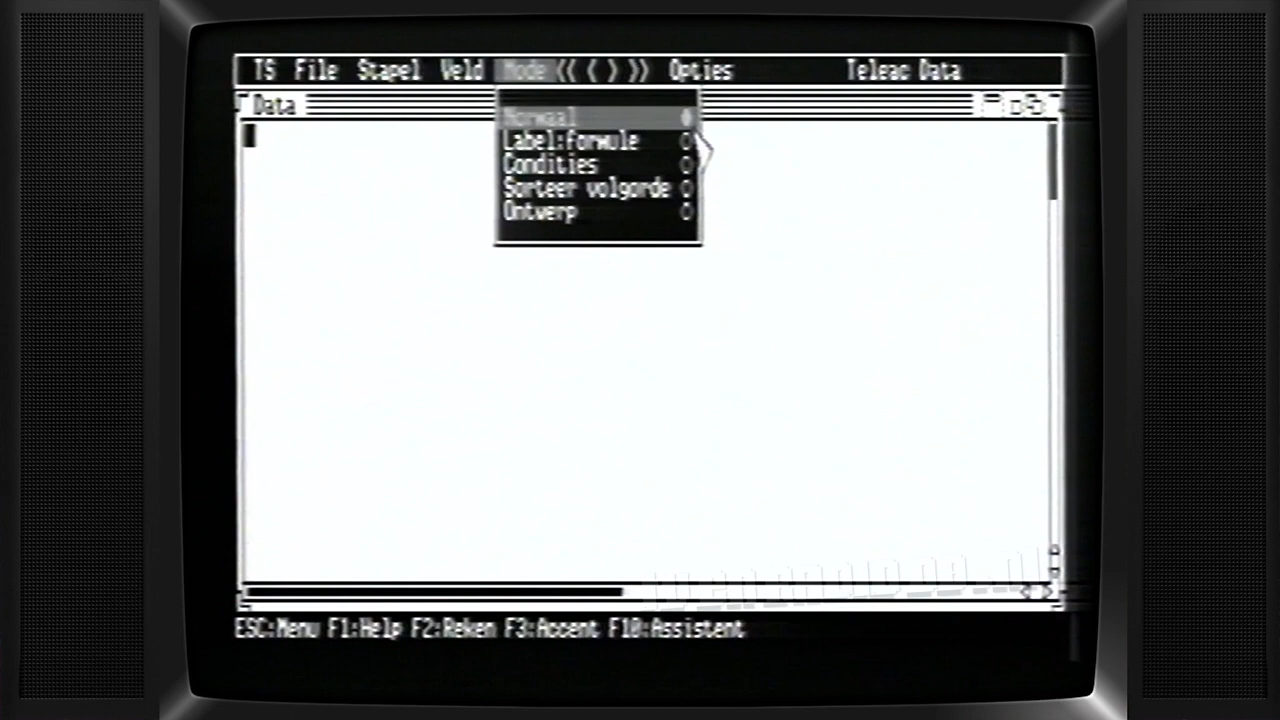 TS File Stapel Veld Mode << < > >> Opties Teleac Data
Data
Normaal
Label:formule
Condities
Sorteer volgorde
Ontwerp
ESC:Menu F1:Help F2:Reken F3:Accent F10:Assistent